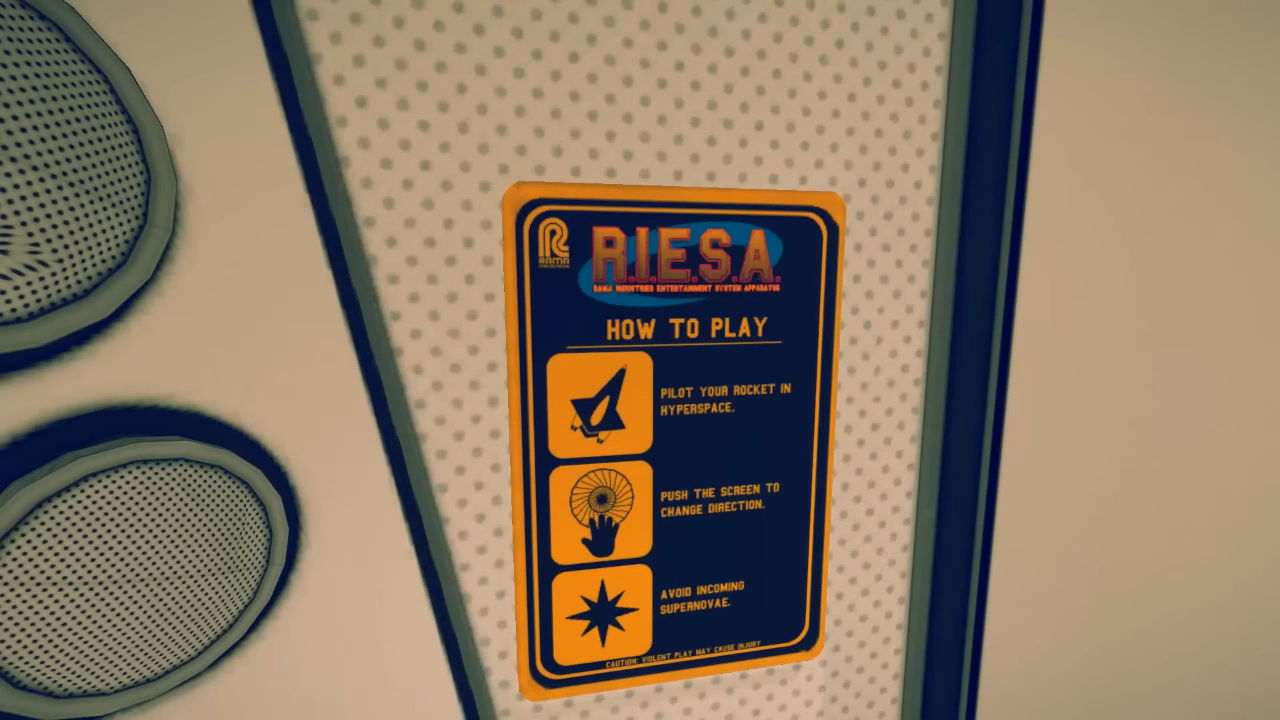 RAMA
R.I.E.S.A.
RAMA INDUSTRIES ENTERTAINMENT SYSTEM APPARATUS
HOW TO PLAY
PILOT YOUR ROCKET IN
HYPERSPACE.
PUSH THE SCREEN TO
CHANGE DIRECTION.
AVOID INCOMING
SUPERNOVAE.
CAUTION: VIOLENT PLAY MAY CAUSE INJURY